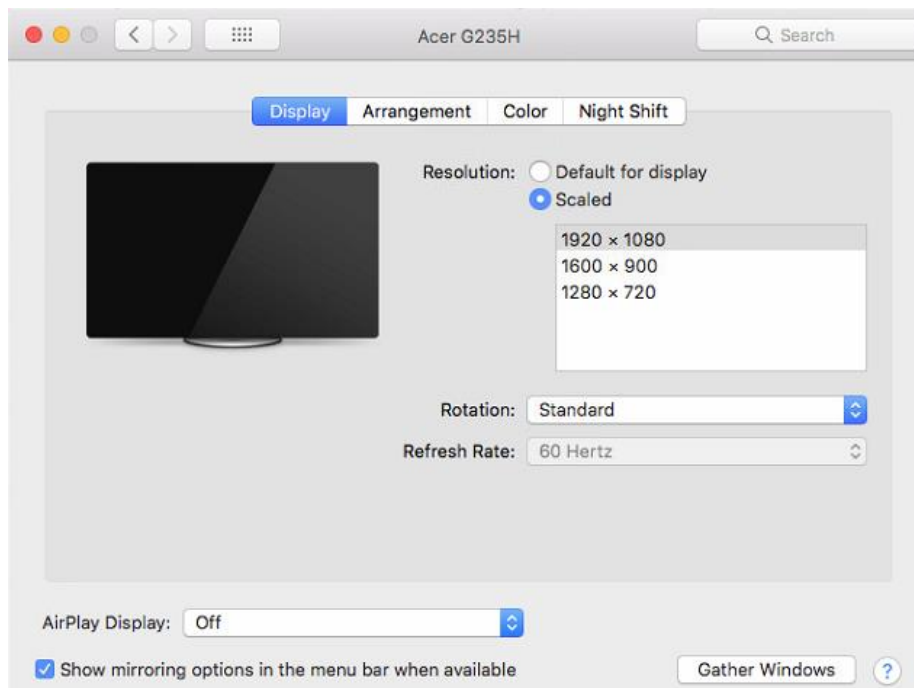 Acer G235H
Search
Display Arrangement Color Night Shift
Resolution: Default for display
Scaled
1920 × 1080
1600 × 900
1280 × 720
Rotation: Standard
Refresh Rate: 60 Hertz
AirPlay Display: Off
Show mirroring options in the menu bar when available
Gather Windows ?